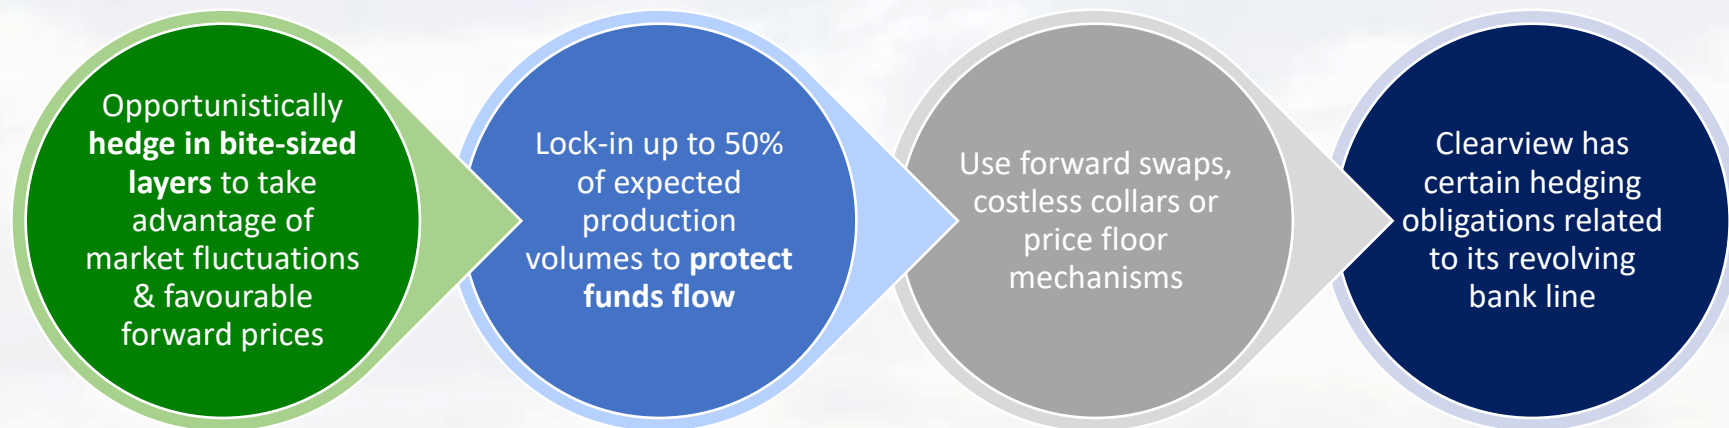 Opportunistically
hedge in bite-sized
layers to take
advantage of
market fluctuations
& favourable
forward prices
Lock-in up to 50%
of expected
production
volumes to protect
funds flow
Use forward swaps,
costless collars or
price floor
mechanisms
Clearview has
certain hedging
obligations related
to its revolving
bank line